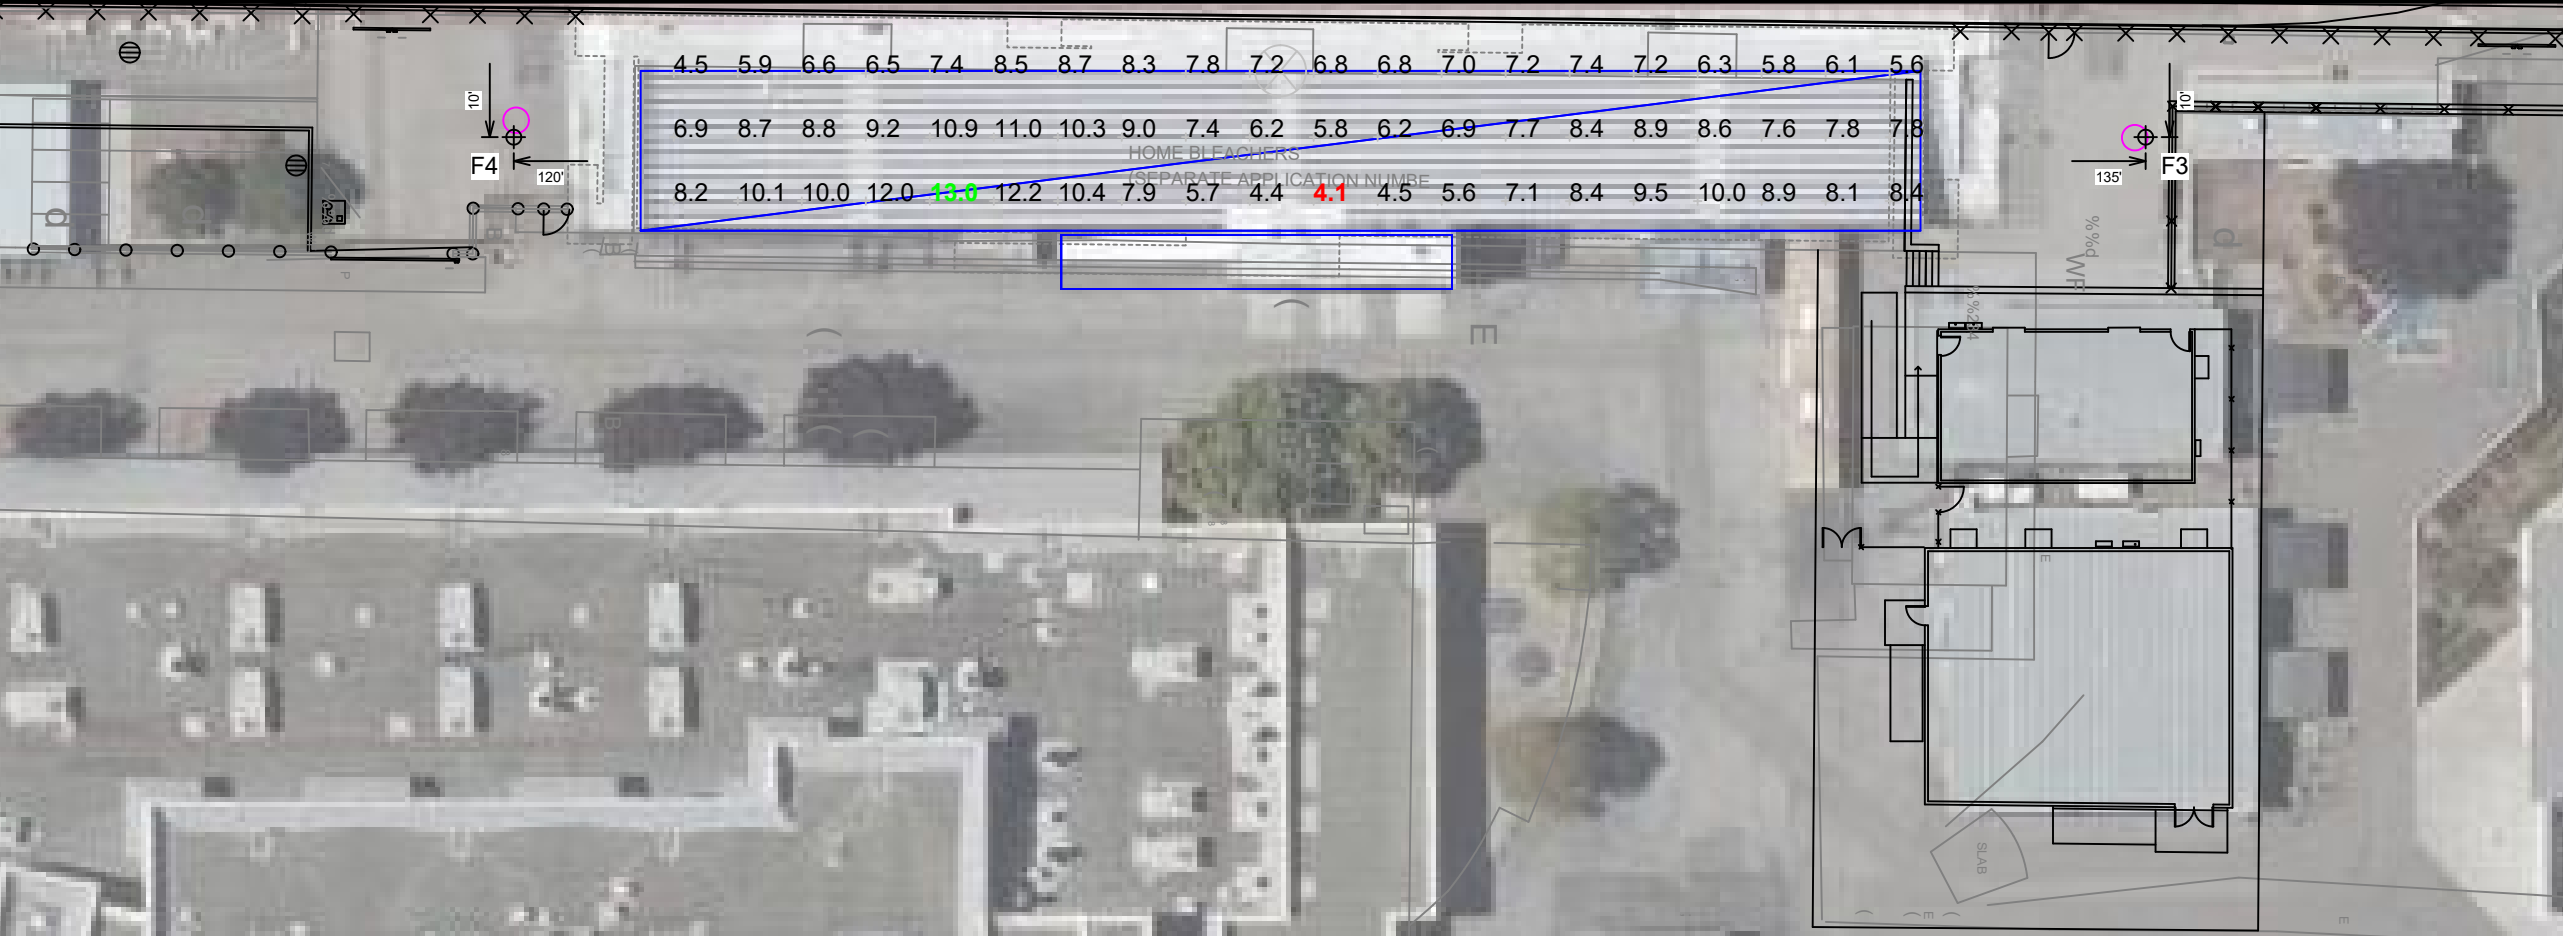 4.5 5.9 6.6 6.5 7.4 8.5 8.7 8.3 7.8 7.2 6.8 6.8 7.0 7.2 7.4 7.2 6.3 5.8 6.1 5.6
10'
10'
6.9 8.7 8.8 9.2 10.9 11.0 10.3 9.0 7.4 6.2 5.8 6.2 6.9 7.7 8.4 8.9 8.6 7.6 7.8 7.8
HOME BLEACHERS
F4
F3
120'
135'
(SEPARATE APPLICATION NUMBE
8.2 10.1 10.0 12.0 13.0 12.2 10.4 7.9 5.7 4.4 4.1 4.5 5.6 7.1 8.4 9.5 10.0 8.9 8.1 8.4
%%d
d
E
E
SLAB
E
E